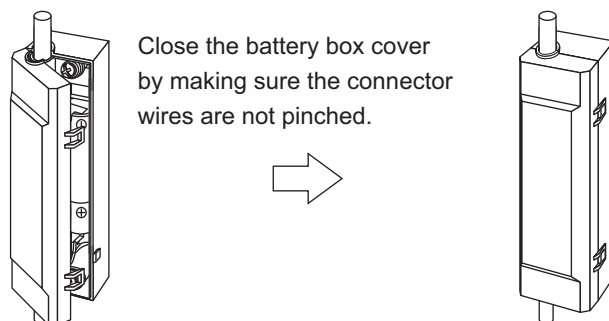 Close the battery box cover
by making sure the connector
wires are not pinched.